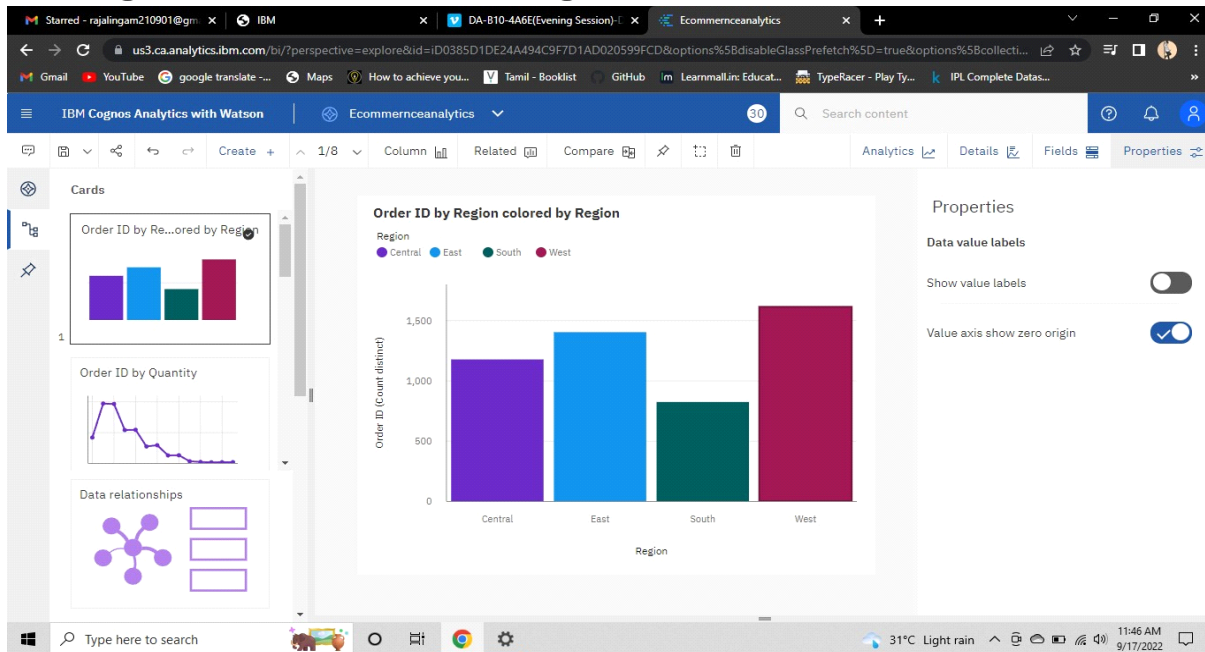 Starred - rajalingam210901@gm
IBM
DA-B10-4A6E(Evening Session)-D
Ecommernceanalytics
us3.ca.analytics.ibm.com/bi/?perspective=explore&id=iD0385D1DE24A494C9F7D1AD020599FCD&options%5BdisableGlassPrefetch%5D=true&options%5Bcollecti...
Gmail
YouTube
google translate -...
Maps
How to achieve you...
Tamil - Booklist
GitHub
Learnmall.in: Educat...
TypeRacer - Play Ty...
IPL Complete Datas...
»
IBM Cognos Analytics with Watson
Ecommernceanalytics
30
Search content
Create +
1/8
Column
Related
Compare
Analytics
Details
Fields
Properties
Cards
Order ID by Re...ored by Region
1
Order ID by Quantity
Data relationships
Order ID by Region colored by Region
Region
Central
East
South
West
Order ID (Count distinct)
1,500
1,000
500
0
Central
East
South
West
Region
Properties
Data value labels
Show value labels
Value axis show zero origin
Type here to search
31°C Light rain
11:46 AM
9/17/2022